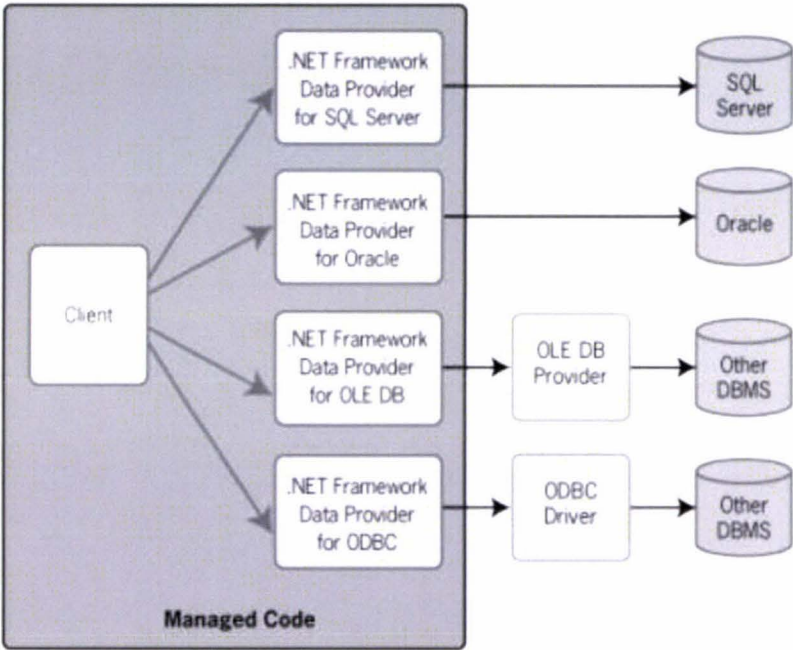 .NET Framework
Data Provider
for SQL Server
SQL
Server
.NET Framework
Data Provider
for Oracle
Oracle
Client
.NET Framework
Data Provider
for OLE DB
OLE DB
Provider
Other
DBMS
.NET Framework
Data Provider
for ODBC
ODBC
Driver
Other
DBMS
Managed Code